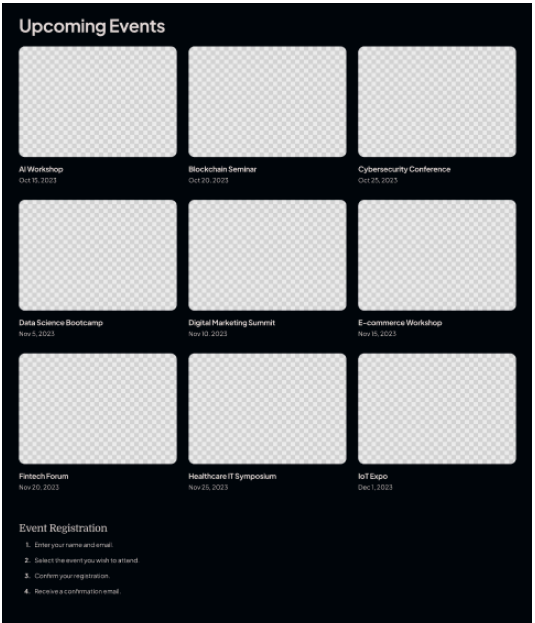 Upcoming Events
AI Workshop
Oct 15, 2023
Blockchain Seminar
Oct 20, 2023
Cybersecurity Conference
Oct 25, 2023
Data Science Bootcamp
Nov 5, 2023
Digital Marketing Summit
Nov 10, 2023
E-commerce Workshop
Nov 15, 2023
Fintech Forum
Nov 20, 2023
Healthcare IT Symposium
Nov 25, 2023
IoT Expo
Dec 1, 2023
Event Registration
1. Enter your name and email.
2. Select the event you wish to attend.
3. Confirm your registration.
4. Receive a confirmation email.